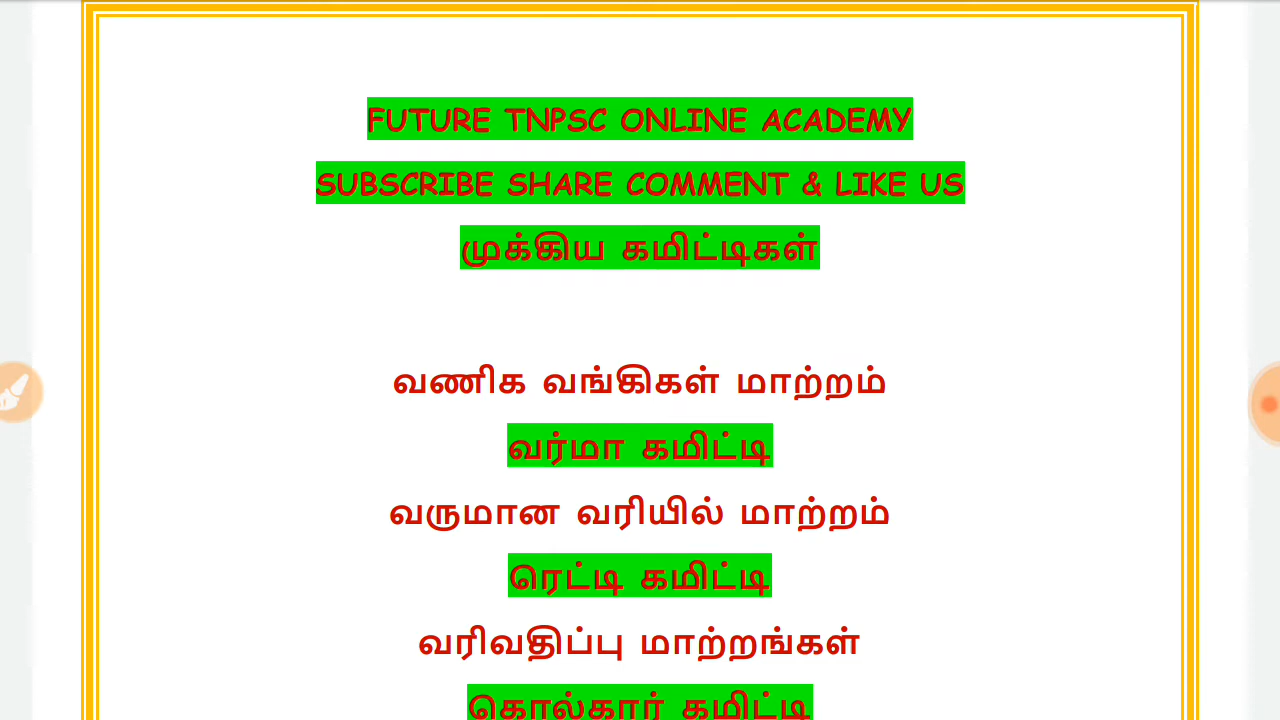 FUTURE TNPSC ONLINE ACADEMY
SUBSCRIBE SHARE COMMENT & LIKE US
முக்கிய கமிட்டிகள்
வணிக வங்கிகள் மாற்றம்
வர்மா கமிட்டி
வருமான வரியில் மாற்றம்
ரெட்டி கமிட்டி
வரிவதிப்பு மாற்றங்கள்
கொல்கார் கமிட்டி